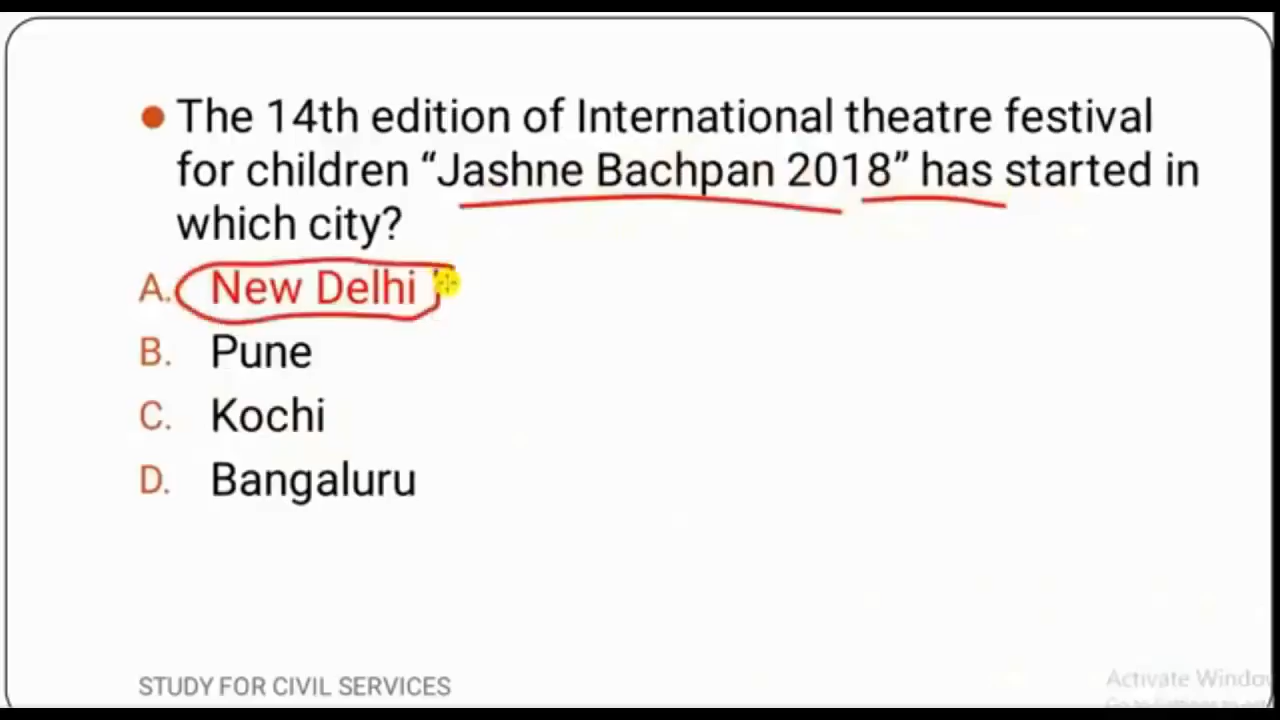 The 14th edition of International theatre festival
for children “Jashne Bachpan 2018” has started in
which city?
A. New Delhi
B. Pune
C. Kochi
D. Bangaluru
STUDY FOR CIVIL SERVICES
Activate Window